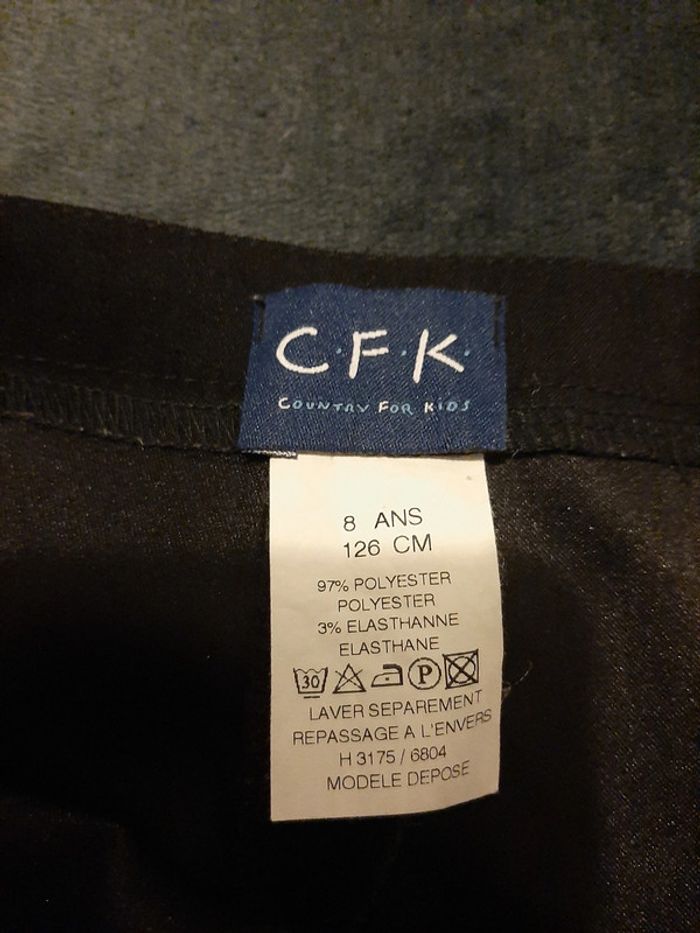 C.F.K.
COUNTRY FOR KIDS
8 ANS
126 CM
97% POLYESTER
POLYESTER
3% ELASTHANNE
ELASTHANE
30 P
LAVER SEPAREMENT
REPASSAGE A L'ENVERS
H 3175 / 6804
MODELE DEPOSE